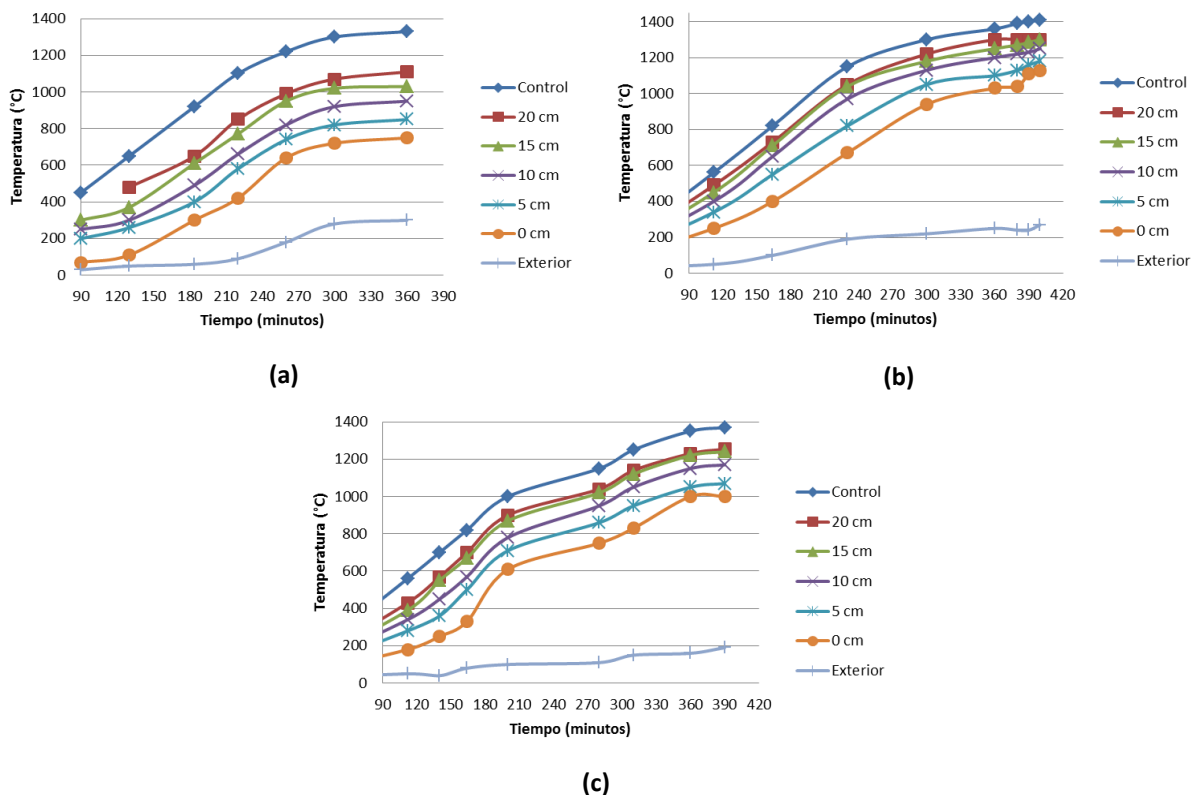 1400
1200
1000
800
600
400
200
0
Temperatura (°C)
90 120 150 180 210 240 270 300 330 360 390
Tiempo (minutos)
Control
20 cm
15 cm
10 cm
5 cm
0 cm
Exterior
(a)
1400
1200
1000
800
600
400
200
0
Temperatura (°C)
90 120 150 180 210 240 270 300 330 360 390 420
Tiempo (minutos)
Control
20 cm
15 cm
10 cm
5 cm
0 cm
Exterior
(b)
1400
1200
1000
800
600
400
200
0
Temperatura (°C)
90 120 150 180 210 240 270 300 330 360 390 420
Tiempo (minutos)
Control
20 cm
15 cm
10 cm
5 cm
0 cm
Exterior
(c)